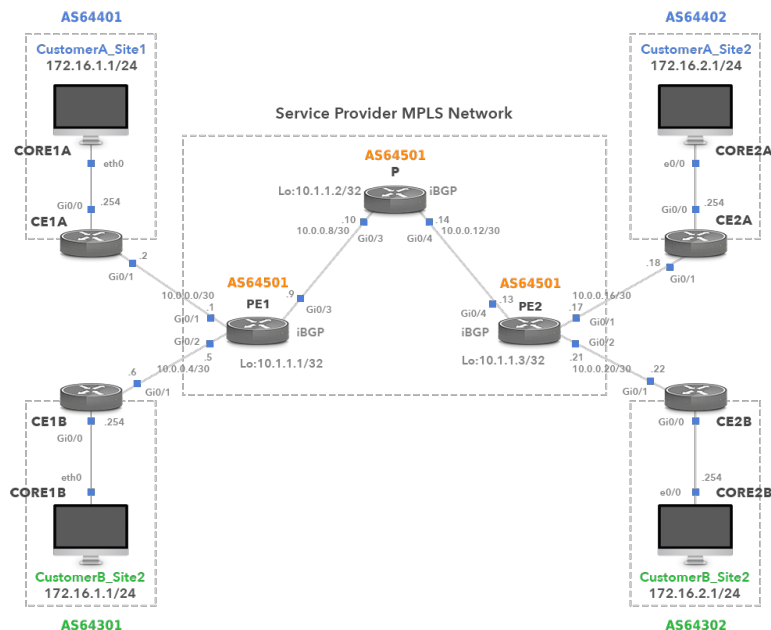 AS64401
AS64402
CustomerA_Site1
172.16.1.1/24
CustomerA_Site2
172.16.2.1/24
Service Provider MPLS Network
CORE1A
eth0
CORE2A
e0/0
AS64501
P
Lo:10.1.1.2/32
iBGP
Gi0/0
.254
CE1A
Gi0/0
.254
CE2A
.10
10.0.0.8/30
Gi0/3
.14
10.0.0.12/30
Gi0/4
.2
Gi0/1
.18
Gi0/1
AS64501
PE1
AS64501
PE2
10.0.0.0/30
.1
Gi0/1
.9
Gi0/3
.13
Gi0/4
10.0.0.16/30
.17
Gi0/1
iBGP
iBGP
Gi0/2
.5
10.0.0.4/30
Lo:10.1.1.1/32
Lo:10.1.1.3/32
Gi0/2
.21
10.0.0.20/30
.6
Gi0/1
.22
Gi0/1
CE1B
.254
Gi0/0
CE2B
Gi0/0
eth0
CORE1B
.254
e0/0
CORE2B
CustomerB_Site2
172.16.1.1/24
CustomerB_Site2
172.16.2.1/24
AS64301
AS64302